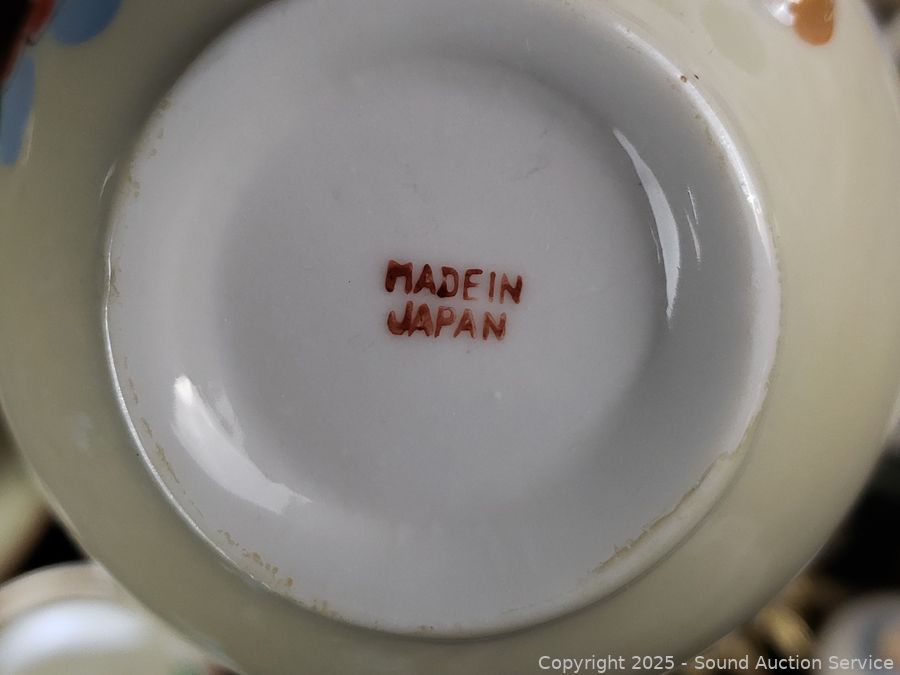 MADE IN
JAPAN
Copyright 2025 - Sound Auction Service